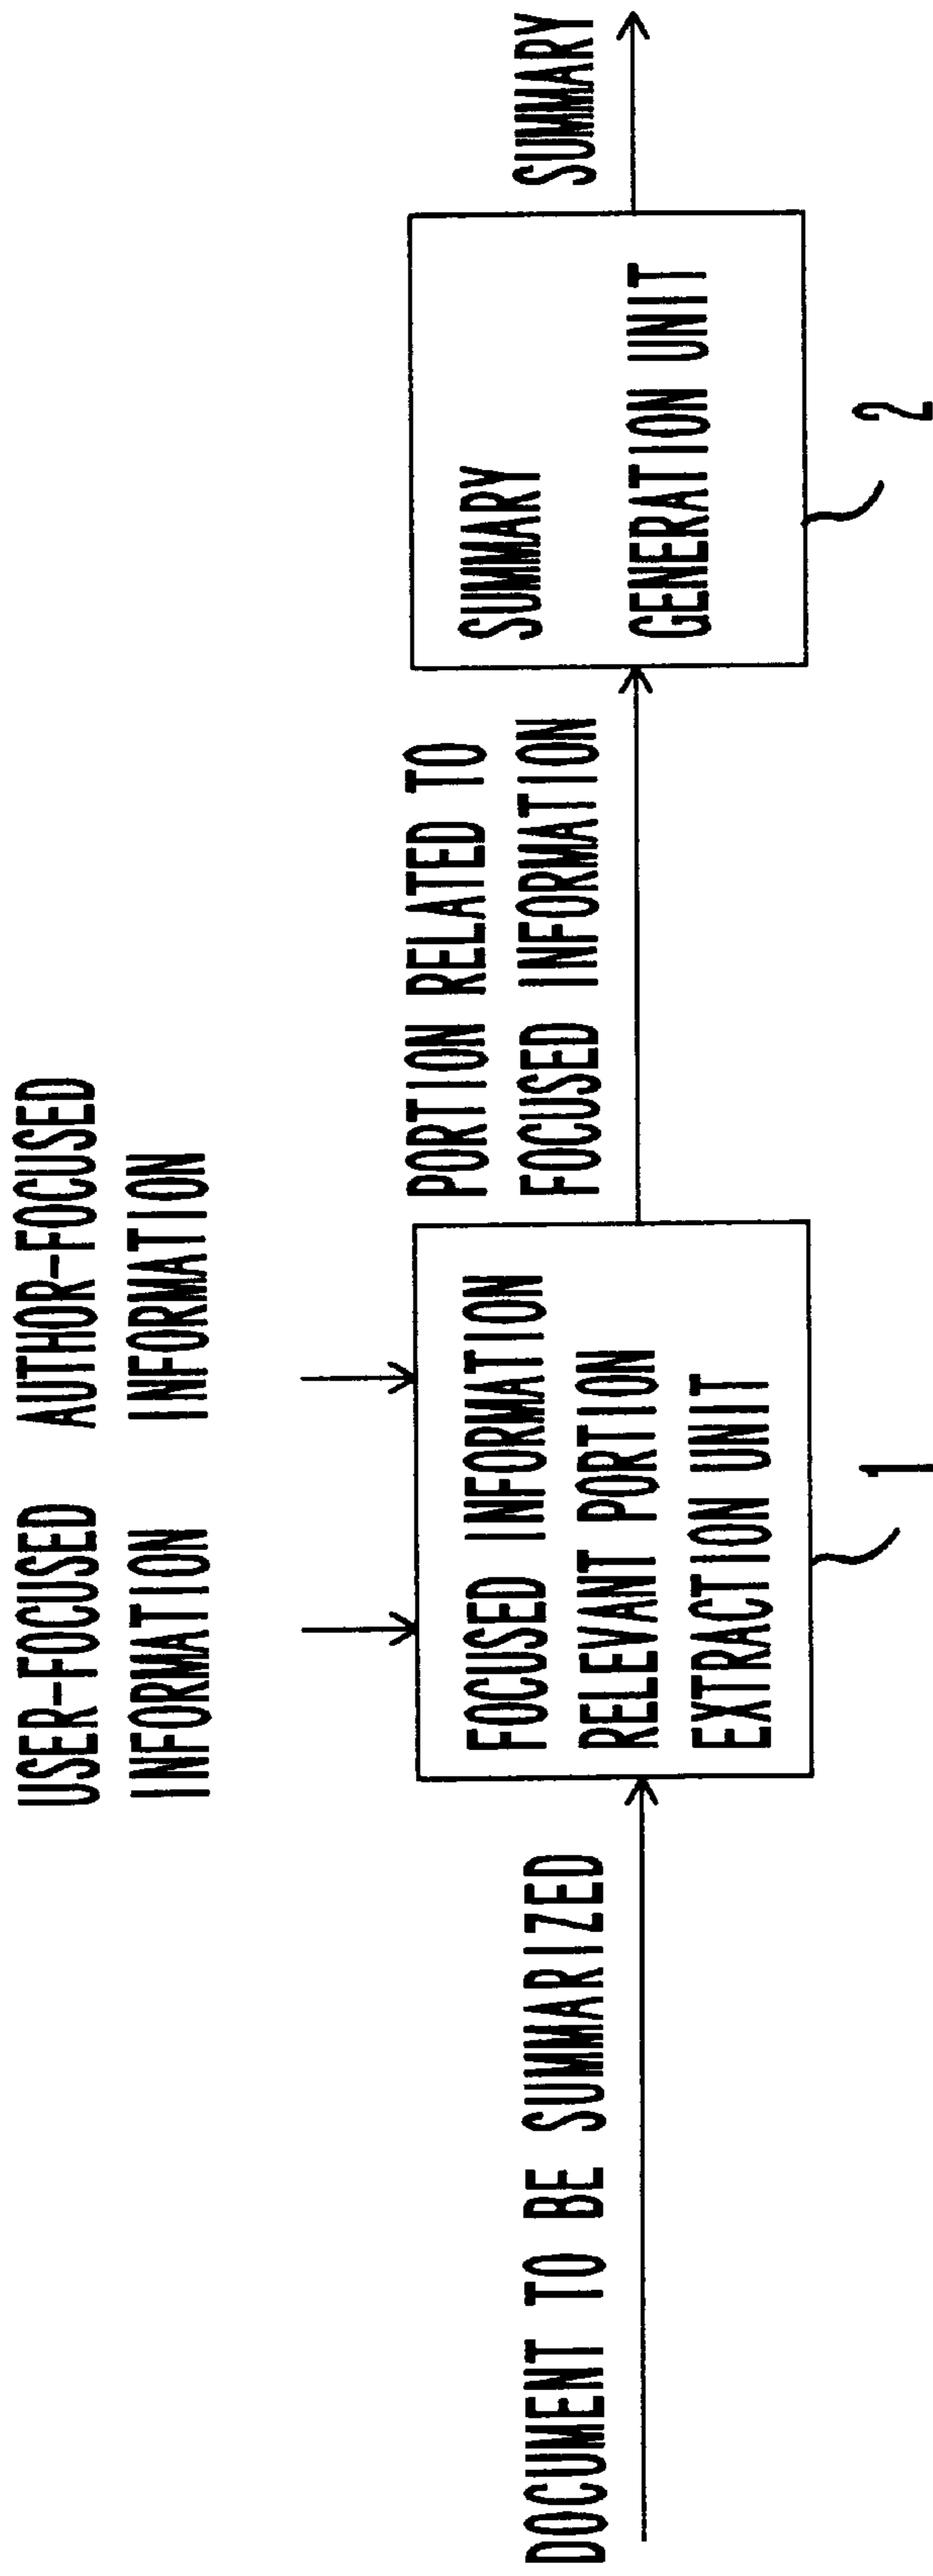 USER-FOCUSED
INFORMATION
AUTHOR-FOCUSED
INFORMATION
DOCUMENT TO BE SUMMARIZED
FOCUSED INFORMATION
RELEVANT PORTION
EXTRACTION UNIT
1
PORTION RELATED TO
FOCUSED INFORMATION
SUMMARY
GENERATION UNIT
2
SUMMARY